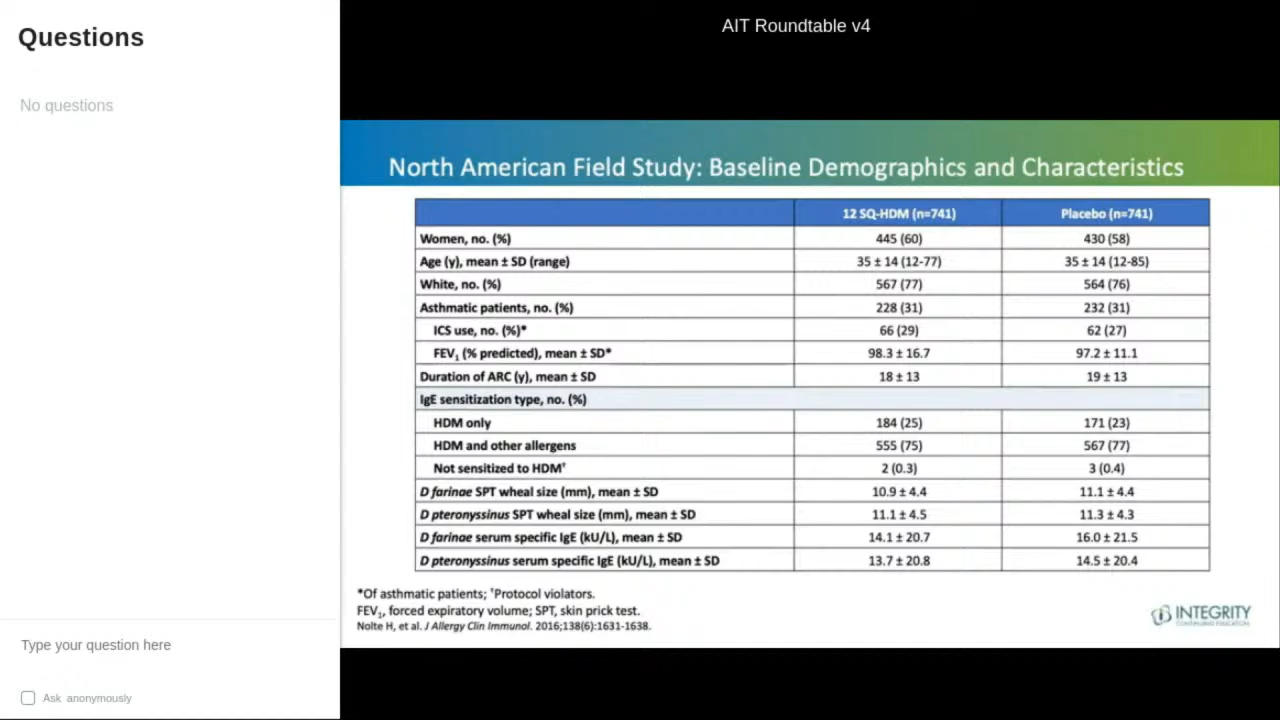 Questions
No questions
Type your question here
Ask anonymously
AIT Roundtable v4
North American Field Study: Baseline Demographics and Characteristics
12 SQ-HDM (n=741) Placebo (n=741)
Women, no. (%) 445 (60) 430 (58)
Age (y), mean ± SD (range) 35 ± 14 (12-77) 35 ± 14 (12-85)
White, no. (%) 567 (77) 564 (76)
Asthmatic patients, no. (%) 228 (31) 232 (31)
ICS use, no. (%)* 66 (29) 62 (27)
FEV₁ (% predicted), mean ± SD* 98.3 ± 16.7 97.2 ± 11.1
Duration of ARC (y), mean ± SD 18 ± 13 19 ± 13
IgE sensitization type, no. (%)
HDM only 184 (25) 171 (23)
HDM and other allergens 555 (75) 567 (77)
Not sensitized to HDM† 2 (0.3) 3 (0.4)
D farinae SPT wheal size (mm), mean ± SD 10.9 ± 4.4 11.1 ± 4.4
D pteronyssinus SPT wheal size (mm), mean ± SD 11.1 ± 4.5 11.3 ± 4.3
D farinae serum specific IgE (kU/L), mean ± SD 14.1 ± 20.7 16.0 ± 21.5
D pteronyssinus serum specific IgE (kU/L), mean ± SD 13.7 ± 20.8 14.5 ± 20.4
*Of asthmatic patients; †Protocol violators.
FEV₁, forced expiratory volume; SPT, skin prick test.
Nolte H, et al. J Allergy Clin Immunol. 2016;138(6):1631-1638.
INTEGRITY
CONTINUING EDUCATION